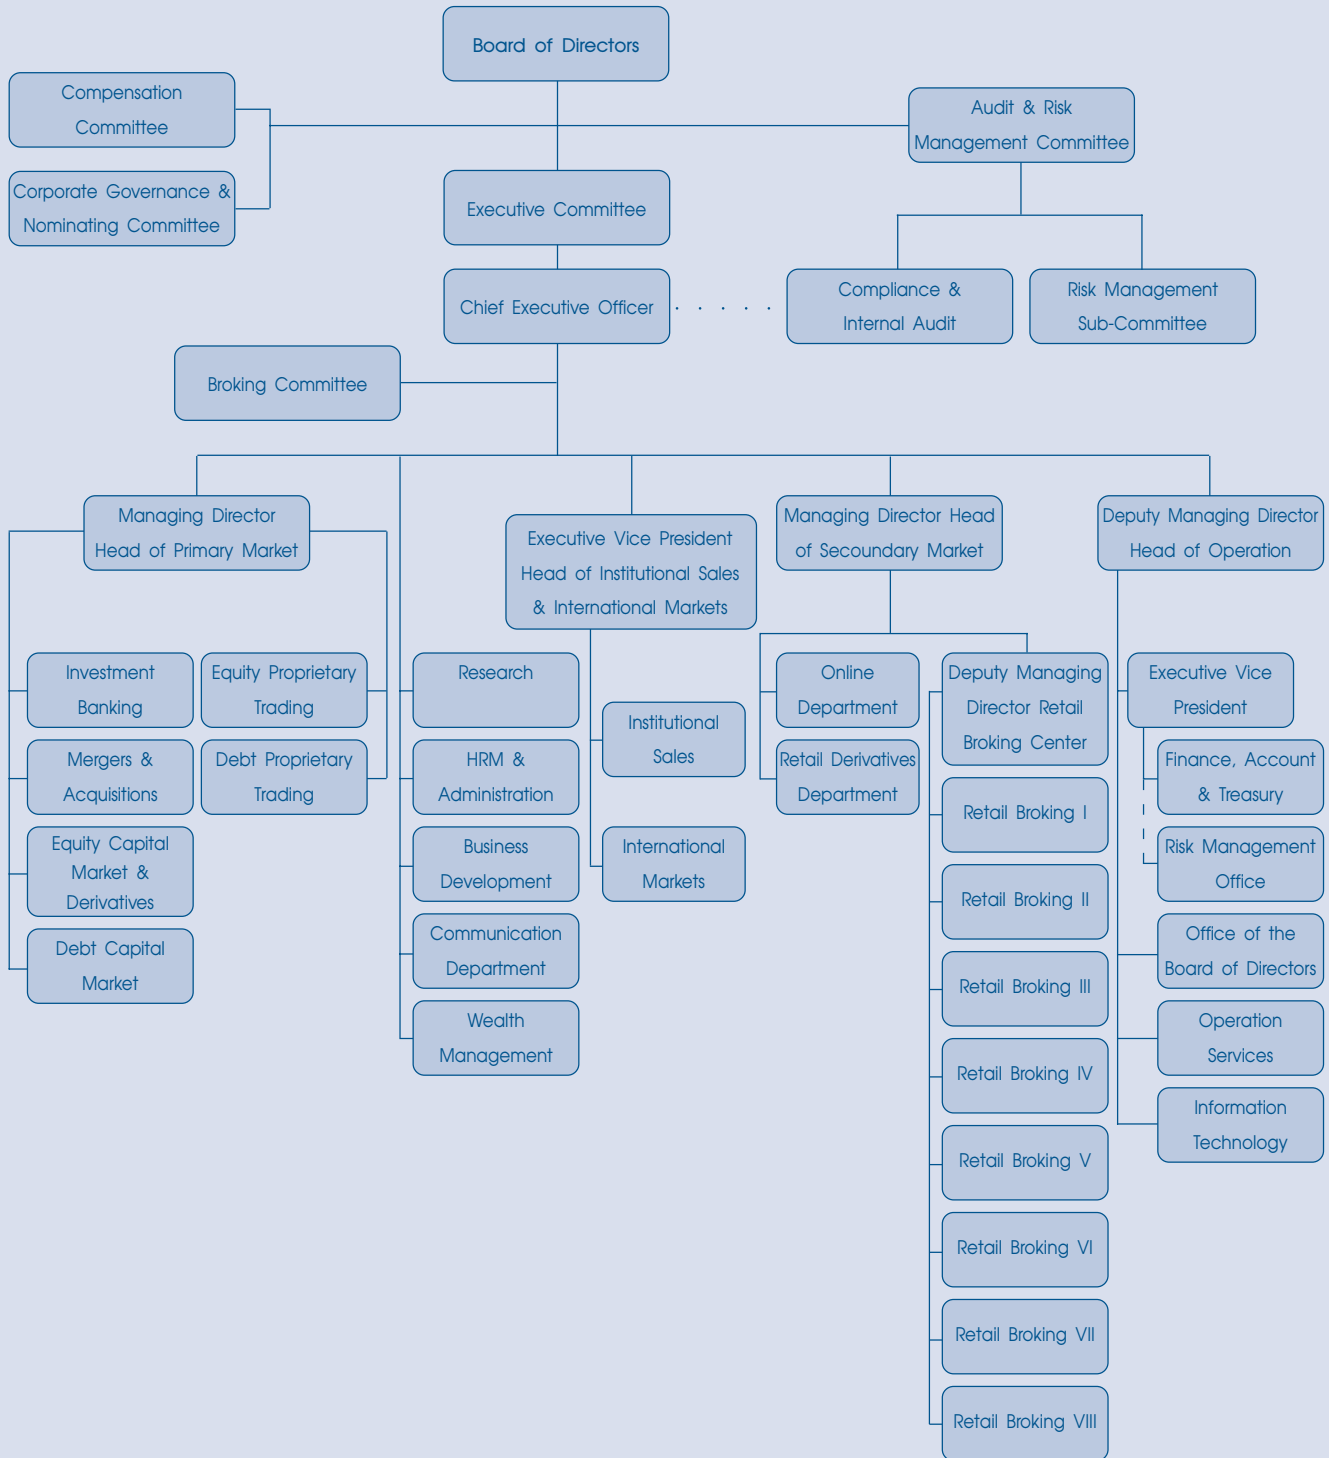 Board of Directors
Compensation
Committee
Audit & Risk
Management Committee
Corporate Governance &
Nominating Committee
Executive Committee
Chief Executive Officer
Compliance &
Internal Audit
Risk Management
Sub-Committee
Broking Committee
Managing Director
Head of Primary Market
Executive Vice President
Head of Institutional Sales
& International Markets
Managing Director Head
of Secoundary Market
Deputy Managing Director
Head of Operation
Investment
Banking
Equity Proprietary
Trading
Mergers &
Acquisitions
Debt Proprietary
Trading
Equity Capital
Market &
Derivatives
Debt Capital
Market
Research
HRM &
Administration
Business
Development
Communication
Department
Wealth
Management
Institutional
Sales
International
Markets
Online
Department
Retail Derivatives
Department
Deputy Managing
Director Retail
Broking Center
Retail Broking I
Retail Broking II
Retail Broking III
Retail Broking IV
Retail Broking V
Retail Broking VI
Retail Broking VII
Retail Broking VIII
Executive Vice
President
Finance, Account
& Treasury
Risk Management
Office
Office of the
Board of Directors
Operation
Services
Information
Technology